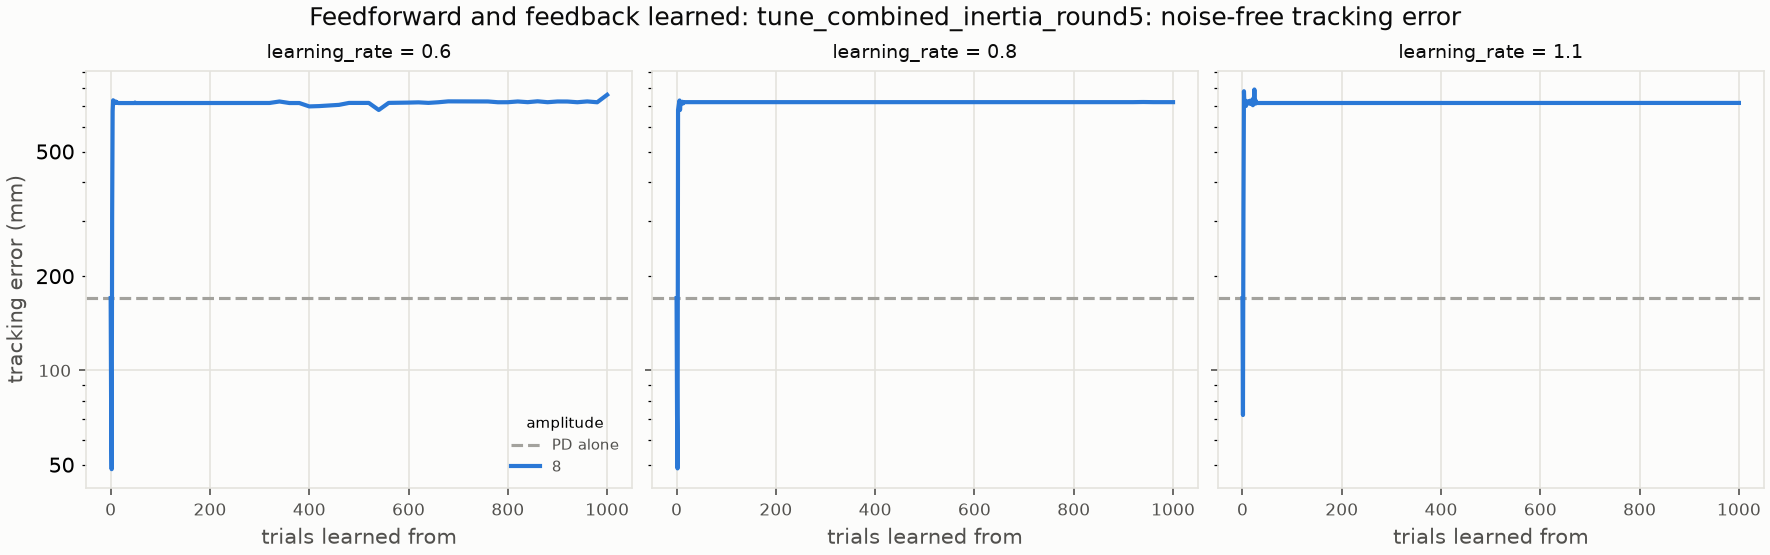 Feedforward and feedback learned: tune_combined_inertia_round5: noise-free tracking error
learning_rate = 0.6
learning_rate = 0.8
learning_rate = 1.1
tracking error (mm)
500
200
100
50
amplitude
PD alone
8
0 200 400 600 800 1000
0 200 400 600 800 1000
0 200 400 600 800 1000
trials learned from
trials learned from
trials learned from